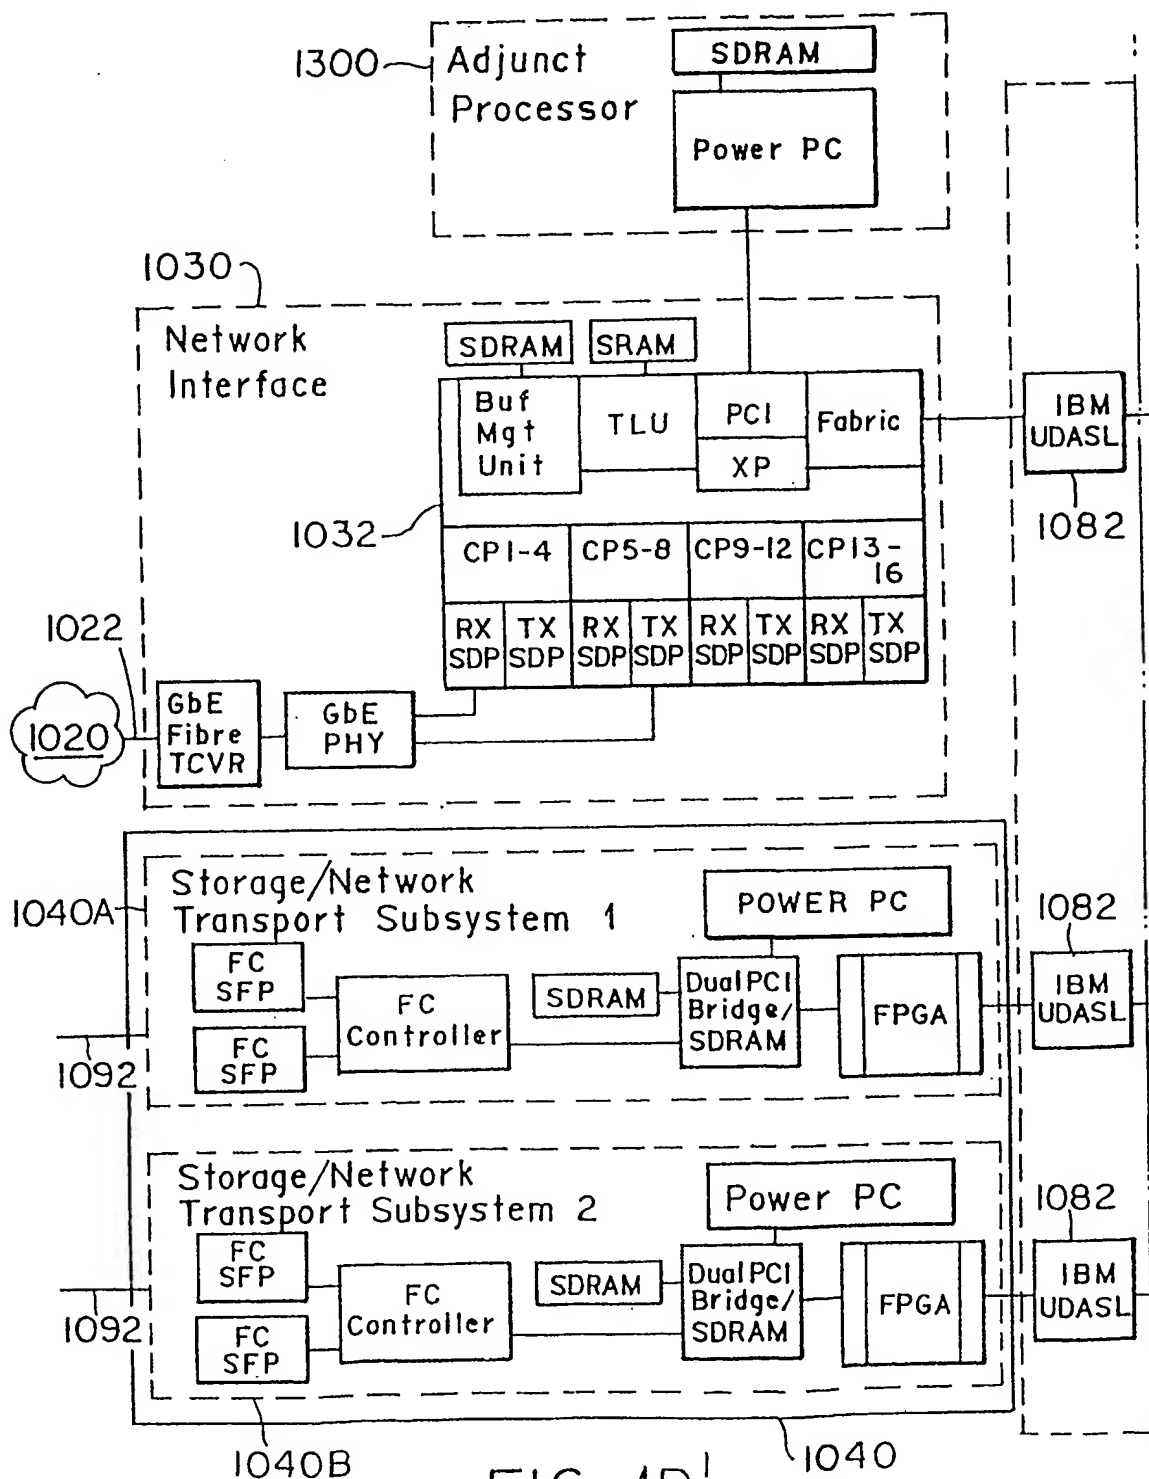 1300
Adjunct
Processor
SDRAM
Power PC
1030
Network
Interface
SDRAM
SRAM
Buf
Mgt
Unit
TLU
PCI
XP
Fabric
IBM
UDASL
1082
1032
CP1-4
CP5-8
CP9-12
CP13-
16
RX
SDP
TX
SDP
RX
SDP
TX
SDP
RX
SDP
TX
SDP
RX
SDP
TX
SDP
1022
1020
GbE
Fibre
TCVR
GbE
PHY
1040A
Storage/Network
Transport Subsystem 1
POWER PC
FC
SFP
FC
SFP
FC
Controller
SDRAM
Dual PCI
Bridge/
SDRAM
FPGA
1082
IBM
UDASL
1092
Storage/Network
Transport Subsystem 2
Power PC
FC
SFP
FC
SFP
FC
Controller
SDRAM
Dual PCI
Bridge/
SDRAM
FPGA
1082
IBM
UDASL
1092
1040B
1040